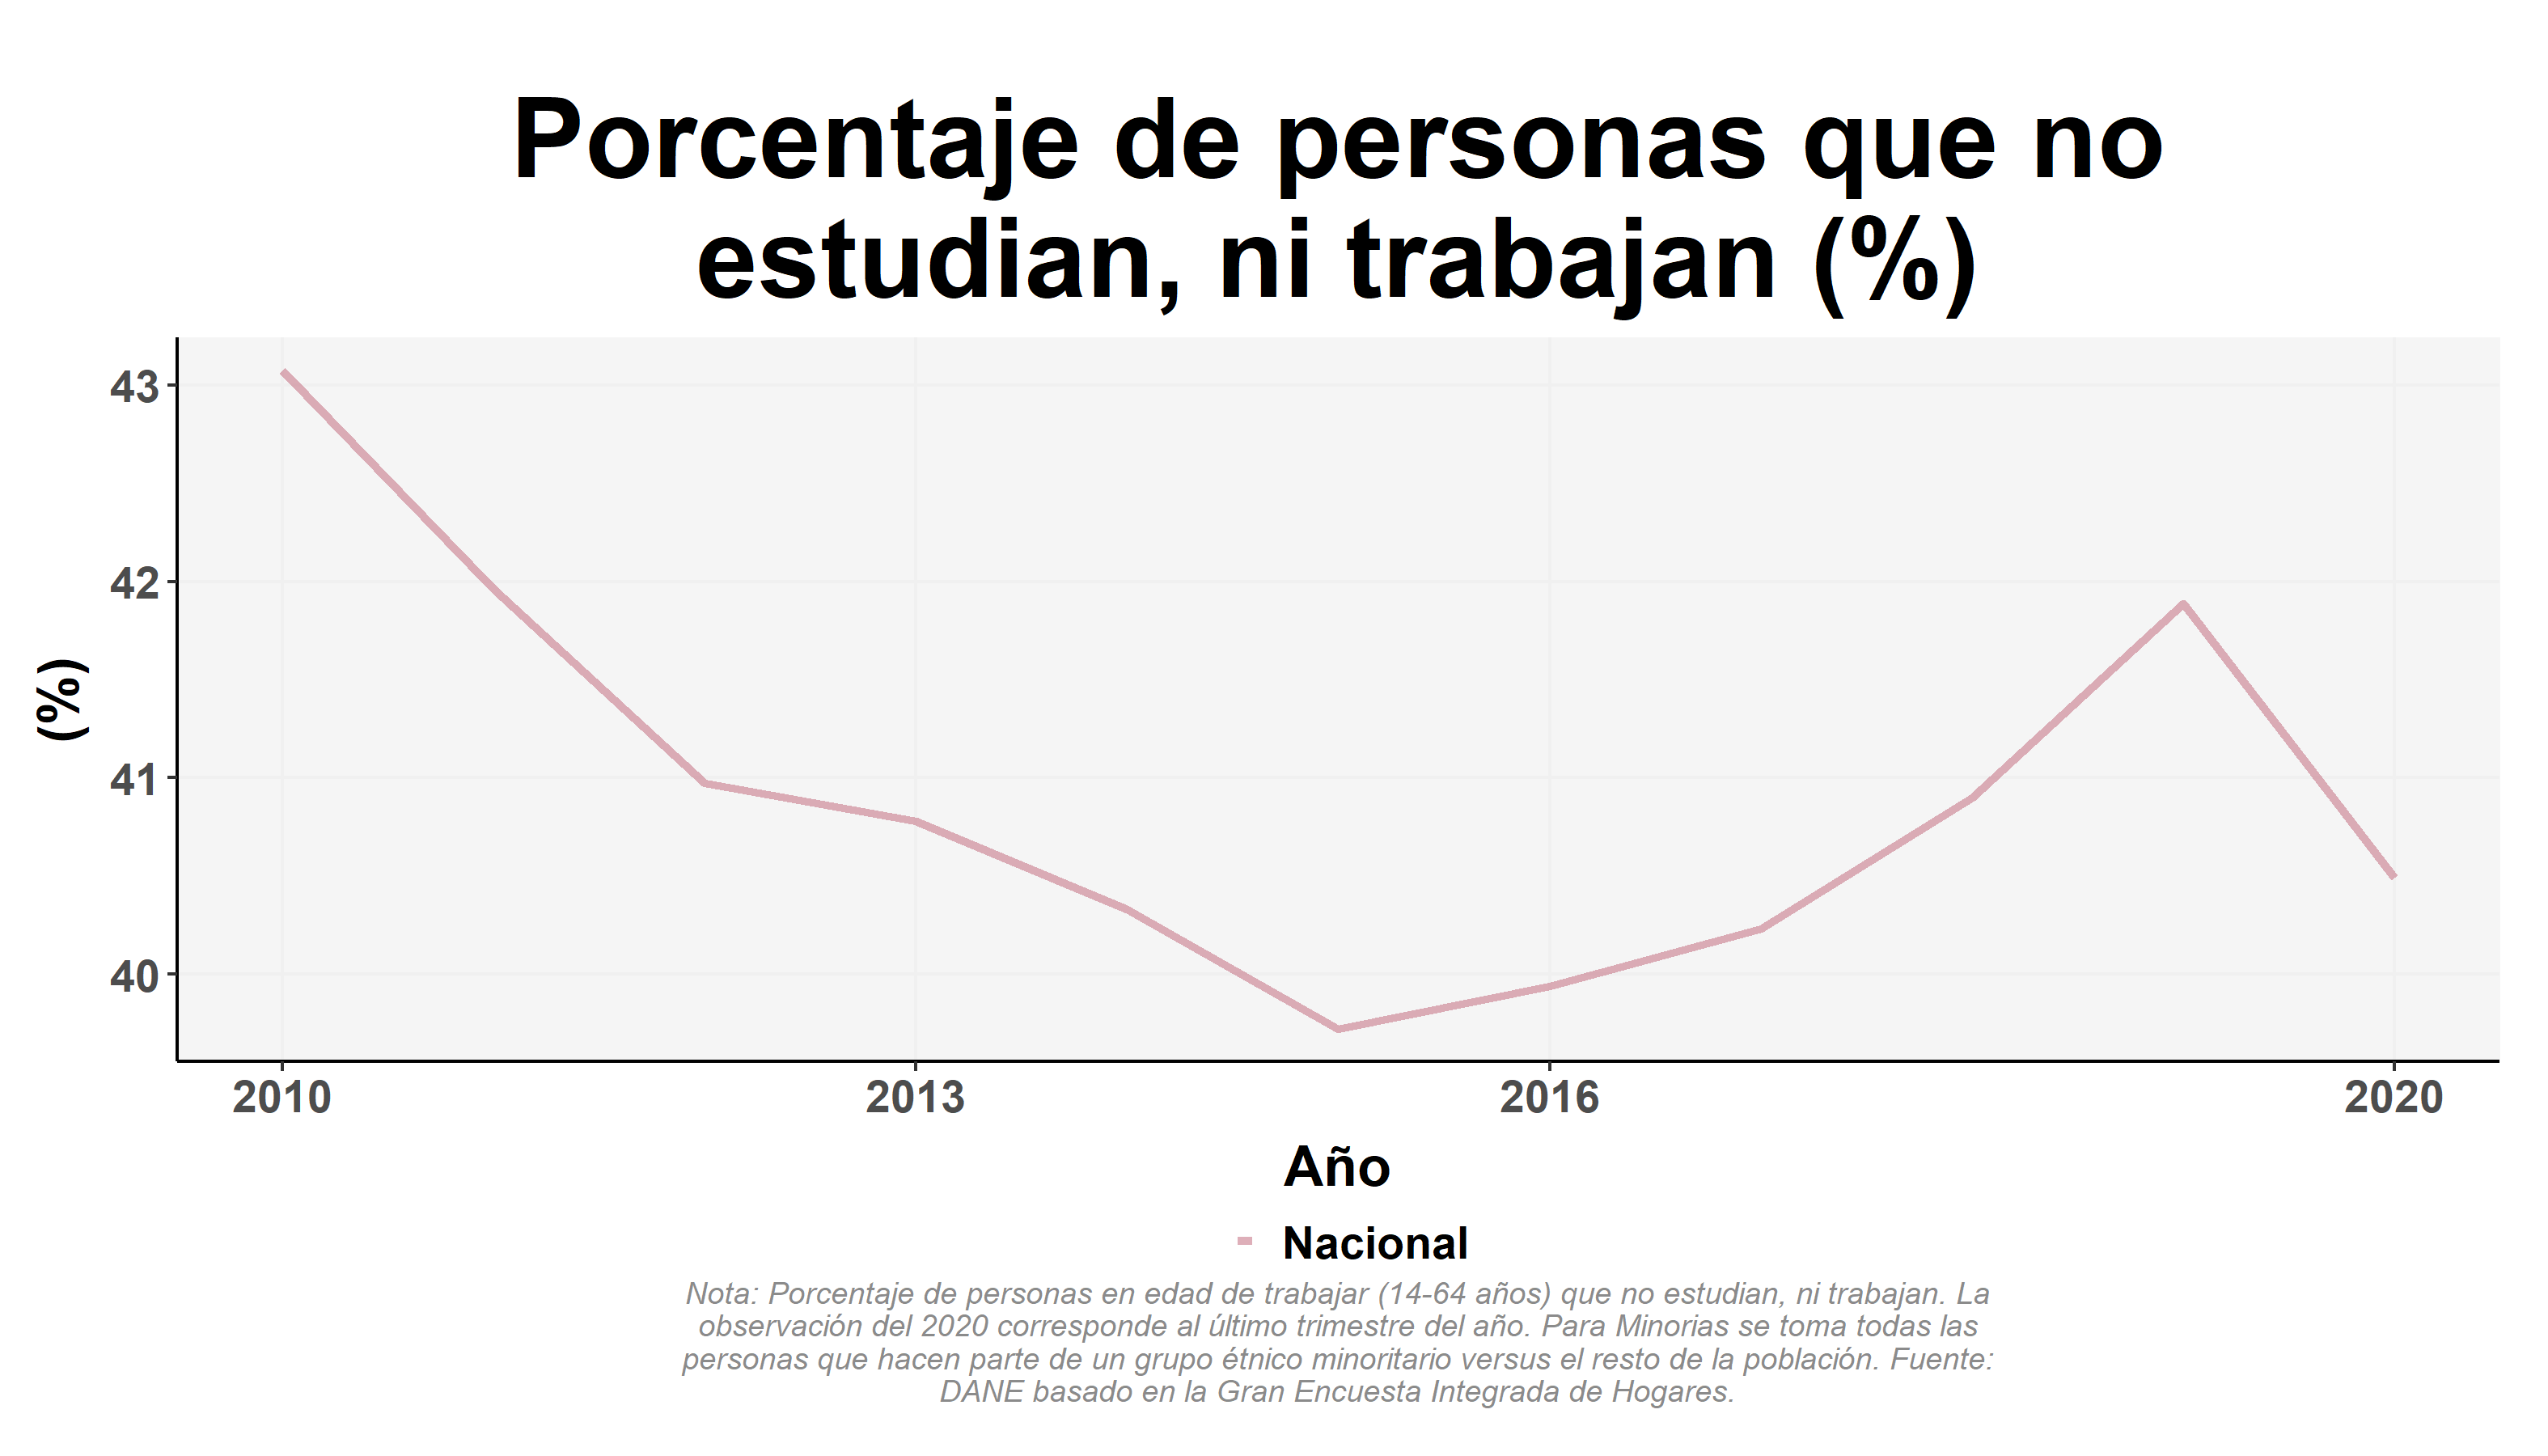 Porcentaje de personas que no
estudian, ni trabajan (%)
43
42
41
40
(%)
2010
2013
2016
2020
Año
Nacional
Nota: Porcentaje de personas en edad de trabajar (14-64 años) que no estudian, ni trabajan. La
observación del 2020 corresponde al último trimestre del año. Para Minorias se toma todas las
personas que hacen parte de un grupo étnico minoritario versus el resto de la población. Fuente:
DANE basado en la Gran Encuesta Integrada de Hogares.